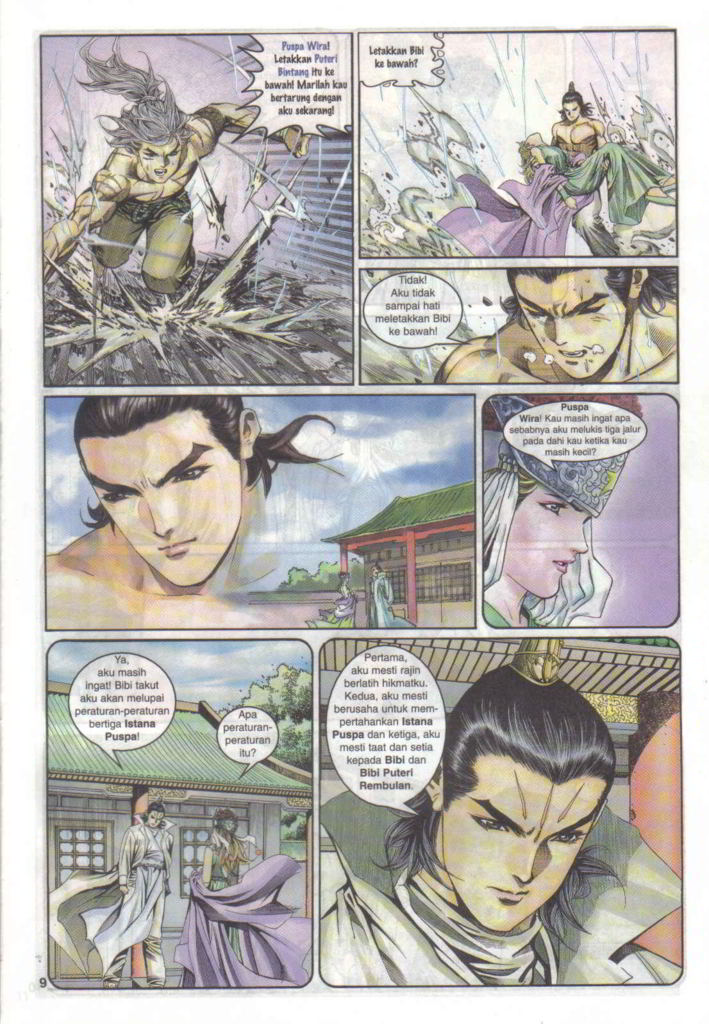 Puspa Wira!
Letakkan Puteri
Bintang itu ke
bawah! Marilah kau
bertarung dengan
aku sekarang!
Letakkan Bibi
ke bawah?
Tidak!
Aku tidak
sampai hati
meletakkan Bibi
ke bawah!
Puspa
Wira! Kau masih ingat apa
sebabnya aku melukis tiga jalur
pada dahi kau ketika kau
masih kecil?
Ya,
aku masih
ingat! Bibi takut
aku akan melupai
peraturan-peraturan
bertiga Istana
Puspa!
Apa
peraturan-
peraturan
itu?
Pertama,
aku mesti rajin
berlatih hikmatku.
Kedua, aku mesti
berusaha untuk mem-
pertahankan Istana
Puspa dan ketiga, aku
mesti taat dan setia
kepada Bibi dan
Bibi Puteri
Rembulan.
9